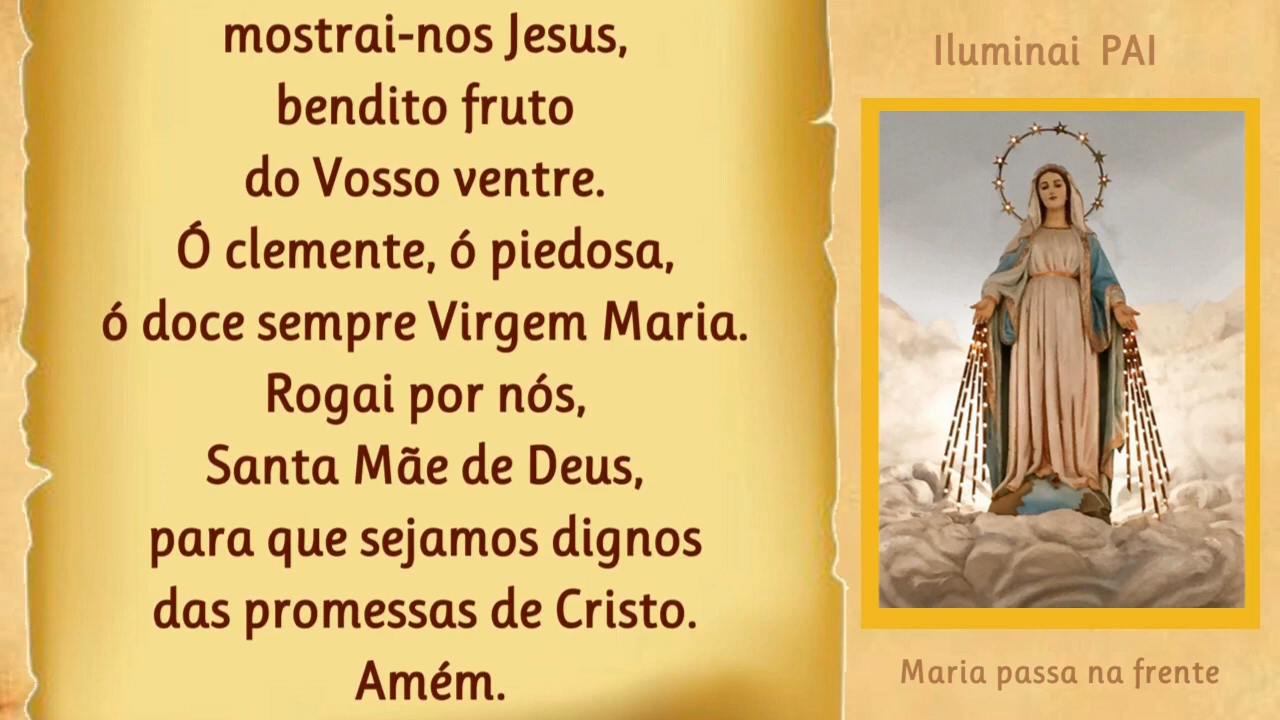 mostrai-nos Jesus,
bendito fruto
do Vosso ventre.
Ó clemente, ó piedosa,
ó doce sempre Virgem Maria.
Rogai por nós,
Santa Mãe de Deus,
para que sejamos dignos
das promessas de Cristo.
Amém.
Iluminai PAI
Maria passa na frente